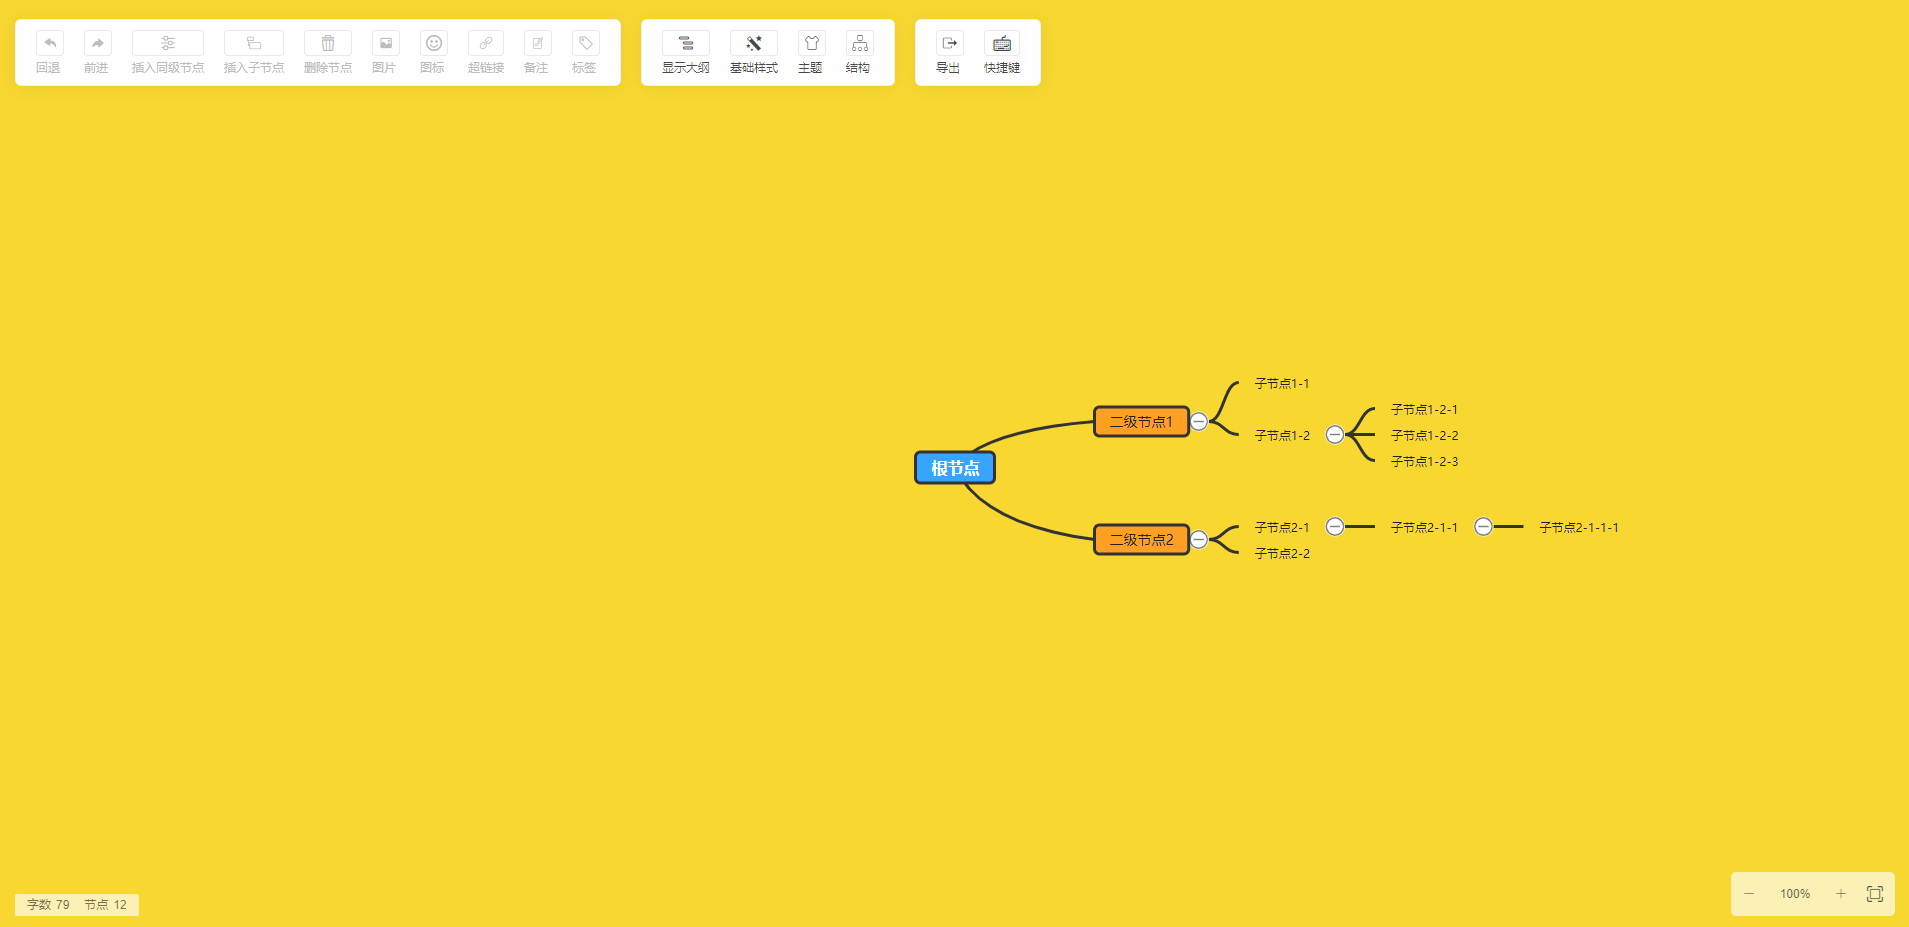 回退 前进 插入同级节点 插入子节点 删除节点 图片 图标 超链接 备注 标签 显示大纲 基础样式 主题 结构 导出 快捷键
子节点1-1
子节点1-2-1
二级节点1
子节点1-2 子节点1-2-2
子节点1-2-3
根节点
子节点2-1 子节点2-1-1 子节点2-1-1-1
二级节点2
子节点2-2
字数 79 节点 12
100%